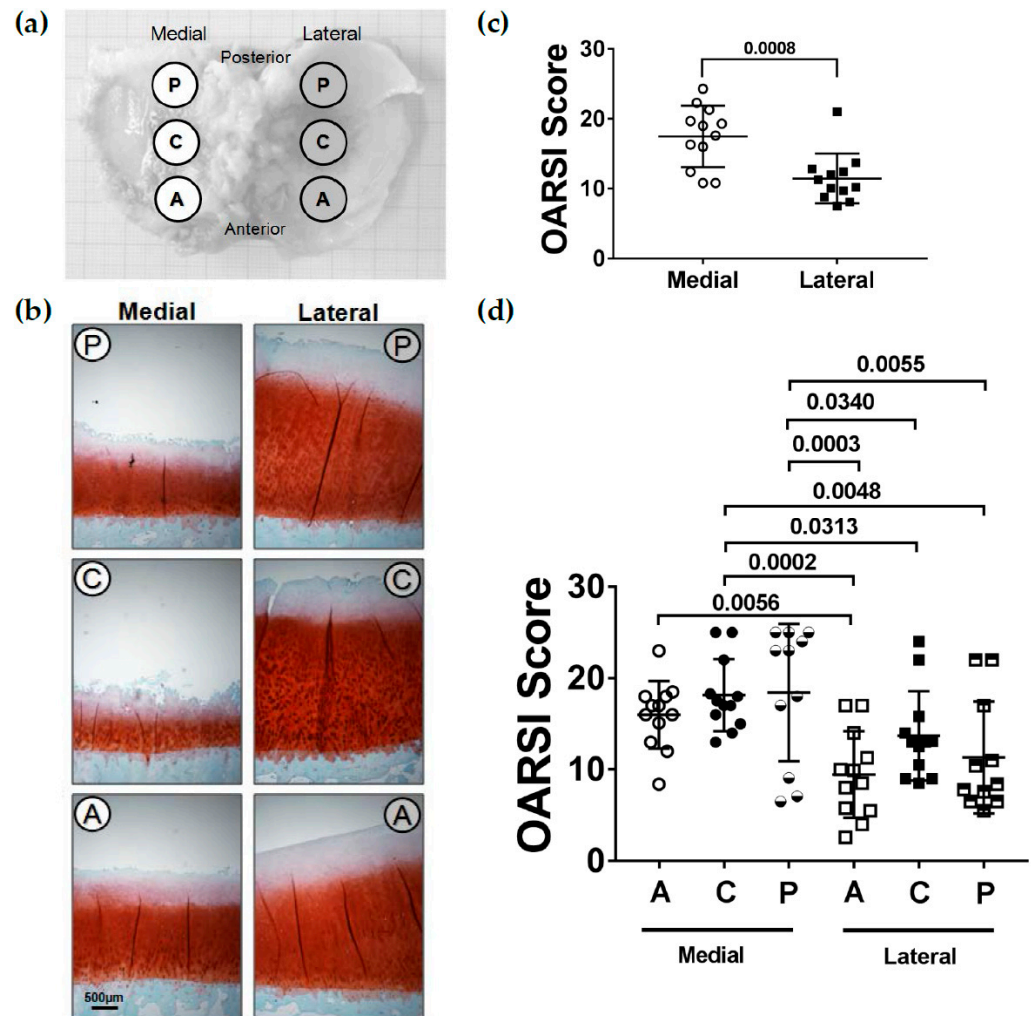 (a)
Medial Lateral
Posterior
P P
C C
A A
Anterior
(b)
Medial Lateral
P P
C C
A A
500µm
(c)
OARSI Score
30
20
10
0
0.0008
Medial Lateral
(d)
0.0055
0.0340
0.0003
0.0048
0.0313
0.0002
0.0056
OARSI Score
30
20
10
0
A C P A C P
Medial Lateral